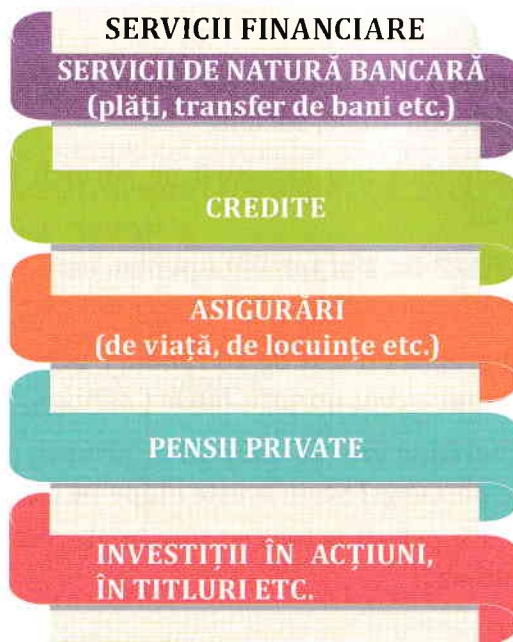 SERVICII FINANCIARE
SERVICII DE NATURĂ BANCARĂ
(plăți, transfer de bani etc.)
CREDITE
ASIGURĂRI
(de viață, de locuințe etc.)
PENSII PRIVATE
INVESTIȚII ÎN ACȚIUNI,
ÎN TITLURI ETC.